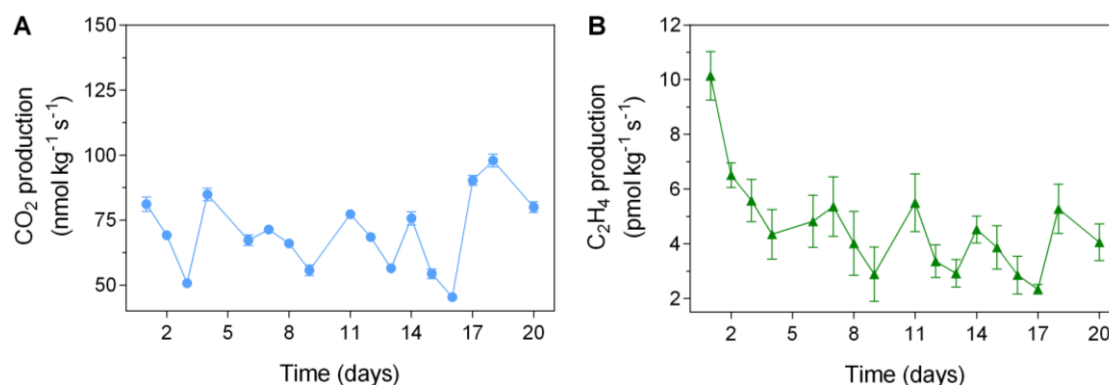 A
CO₂ production
(nmol kg⁻¹ s⁻¹)
150
125
100
75
50
2 5 8 11 14 17 20
Time (days)
B
C₂H₄ production
(pmol kg⁻¹ s⁻¹)
12
10
8
6
4
2
2 5 8 11 14 17 20
Time (days)